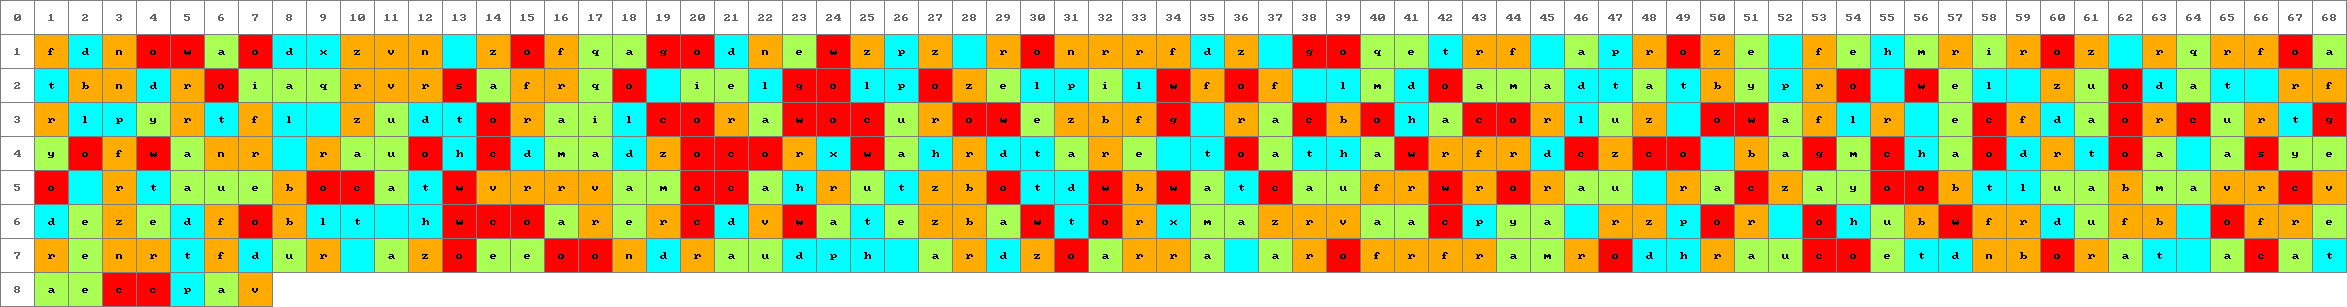 0 1 2 3 4 5 6 7 8 9 10 11 12 13 14 15 16 17 18 19 20 21 22 23 24 25 26 27 28 29 30 31 32 33 34 35 36 37 38 39 40 41 42 43 44 45 46 47 48 49 50 51 52 53 54 55 56 57 58 59 60 61 62 63 64 65 66 67 68
1 f d n o w a o d x z v n z o f q a g o d n e w z p z r o n r r f d z g o q e t r f a p r o z e f e h m r i r o z r q r f o a
2 t b n d r o i a q r v r s a f r q o i e l g o l p o z e l p i l w f o f l m d o a m a d t a t b y p r o w e l z u o d a t r f
3 r l p y r t f l z u d t o r a i l c o r a w o c u r o w e z b f g r a c b o h a c o r l u z o w a f l r e c f d a o r c u r t g
4 y o f w a n r r a u o h c d m a d z o c o r x w a h r d t a r e t o a t h a w r f r d c z c o b a g m c h a o d r t o a a s y e
5 o r t a u e b o c a t w v r r v a m o c a h r u t z b o t d w b w a t c a u f r w r o r a u r a c z a y o o b t l u a b m a v r c v
6 d e z e d f o b l t h w c o a r e r c d v w a t e z b a w t o r x m a z r v a a c p y a r z p o r o h u b w f r d u f b o f r e
7 r e n r t f d u r a z o e e o o n d r a u d p h a r d z o a r r a a r o f r f r a m r o d h r a u c o e t d n b o r a t a c a t
8 a e c c p a v